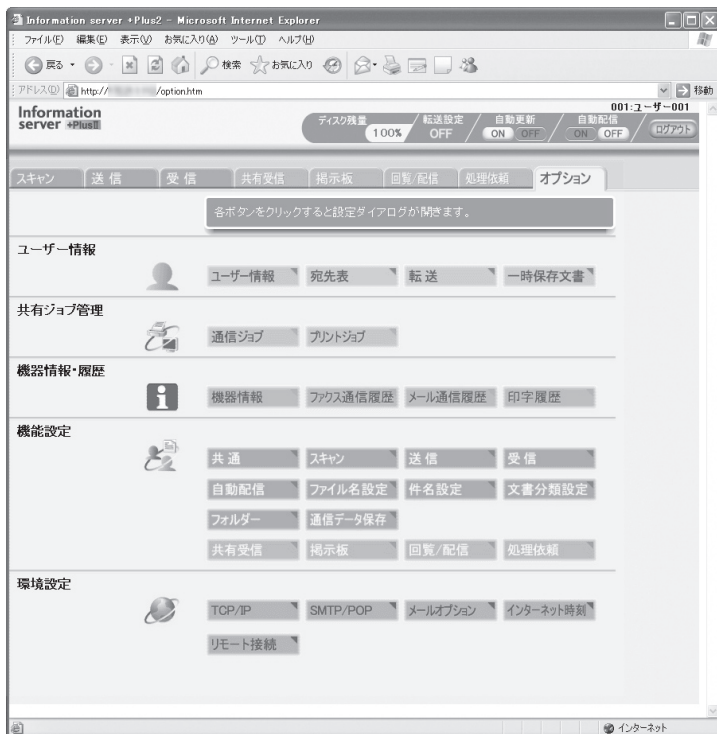 Information server +Plus2 - Microsoft Internet Explorer
ファイル(F) 編集(E) 表示(V) お気に入り(A) ツール(T) ヘルプ(H)
戻る 検索 お気に入り
アドレス(D) http:// /option.htm 移動
001:ユーザー001
Information
server +PlusII
ディスク残量 100% 転送設定 OFF 自動更新 ON OFF 自動配信 ON OFF ログアウト
スキャン 送信 受信 共有受信 掲示板 回覧/配信 処理依頼 オプション
各ボタンをクリックすると設定ダイアログが開きます。
ユーザー情報
ユーザー情報 宛先表 転送 一時保存文書
共有ジョブ管理
通信ジョブ プリントジョブ
機器情報・履歴
機器情報 ファクス通信履歴 メール通信履歴 印字履歴
機能設定
共通 スキャン 送信 受信
自動配信 ファイル名設定 件名設定 文書分類設定
フォルダー 通信データ保存
共有受信 掲示板 回覧/配信 処理依頼
環境設定
TCP/IP SMTP/POP メールオプション インターネット時刻
リモート接続
インターネット